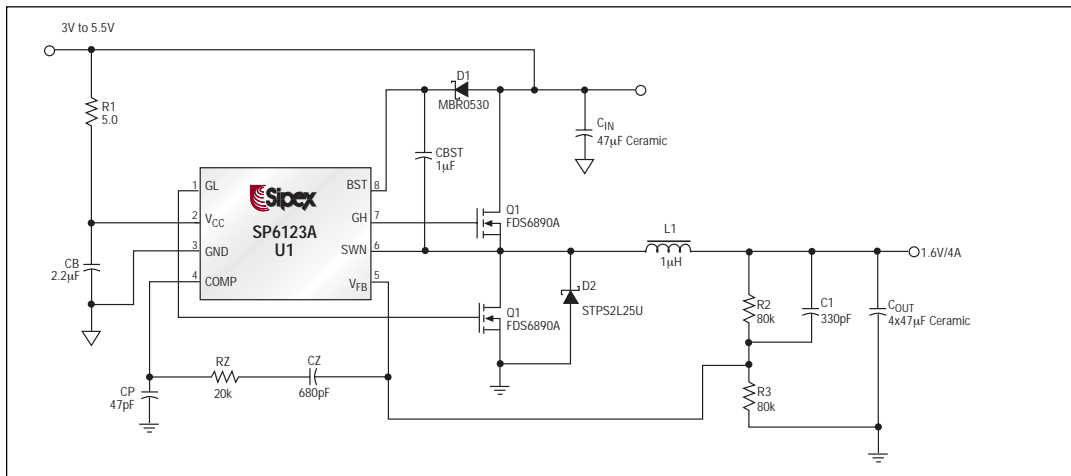 3V to 5.5V
R1
5.0
D1
MBR0530
CBST
1µF
CIN
47µF Ceramic
Sipex
SP6123A
U1
1
GL
2
VCC
3
GND
4
COMP
BST
8
GH
7
SWN
6
VFB
5
CB
2.2µF
Q1
FDS6890A
Q1
FDS6890A
D2
STPS2L25U
L1
1µH
1.6V/4A
R2
80k
C1
330pF
COUT
4x47µF Ceramic
R3
80k
RZ
20k
CZ
680pF
CP
47pF